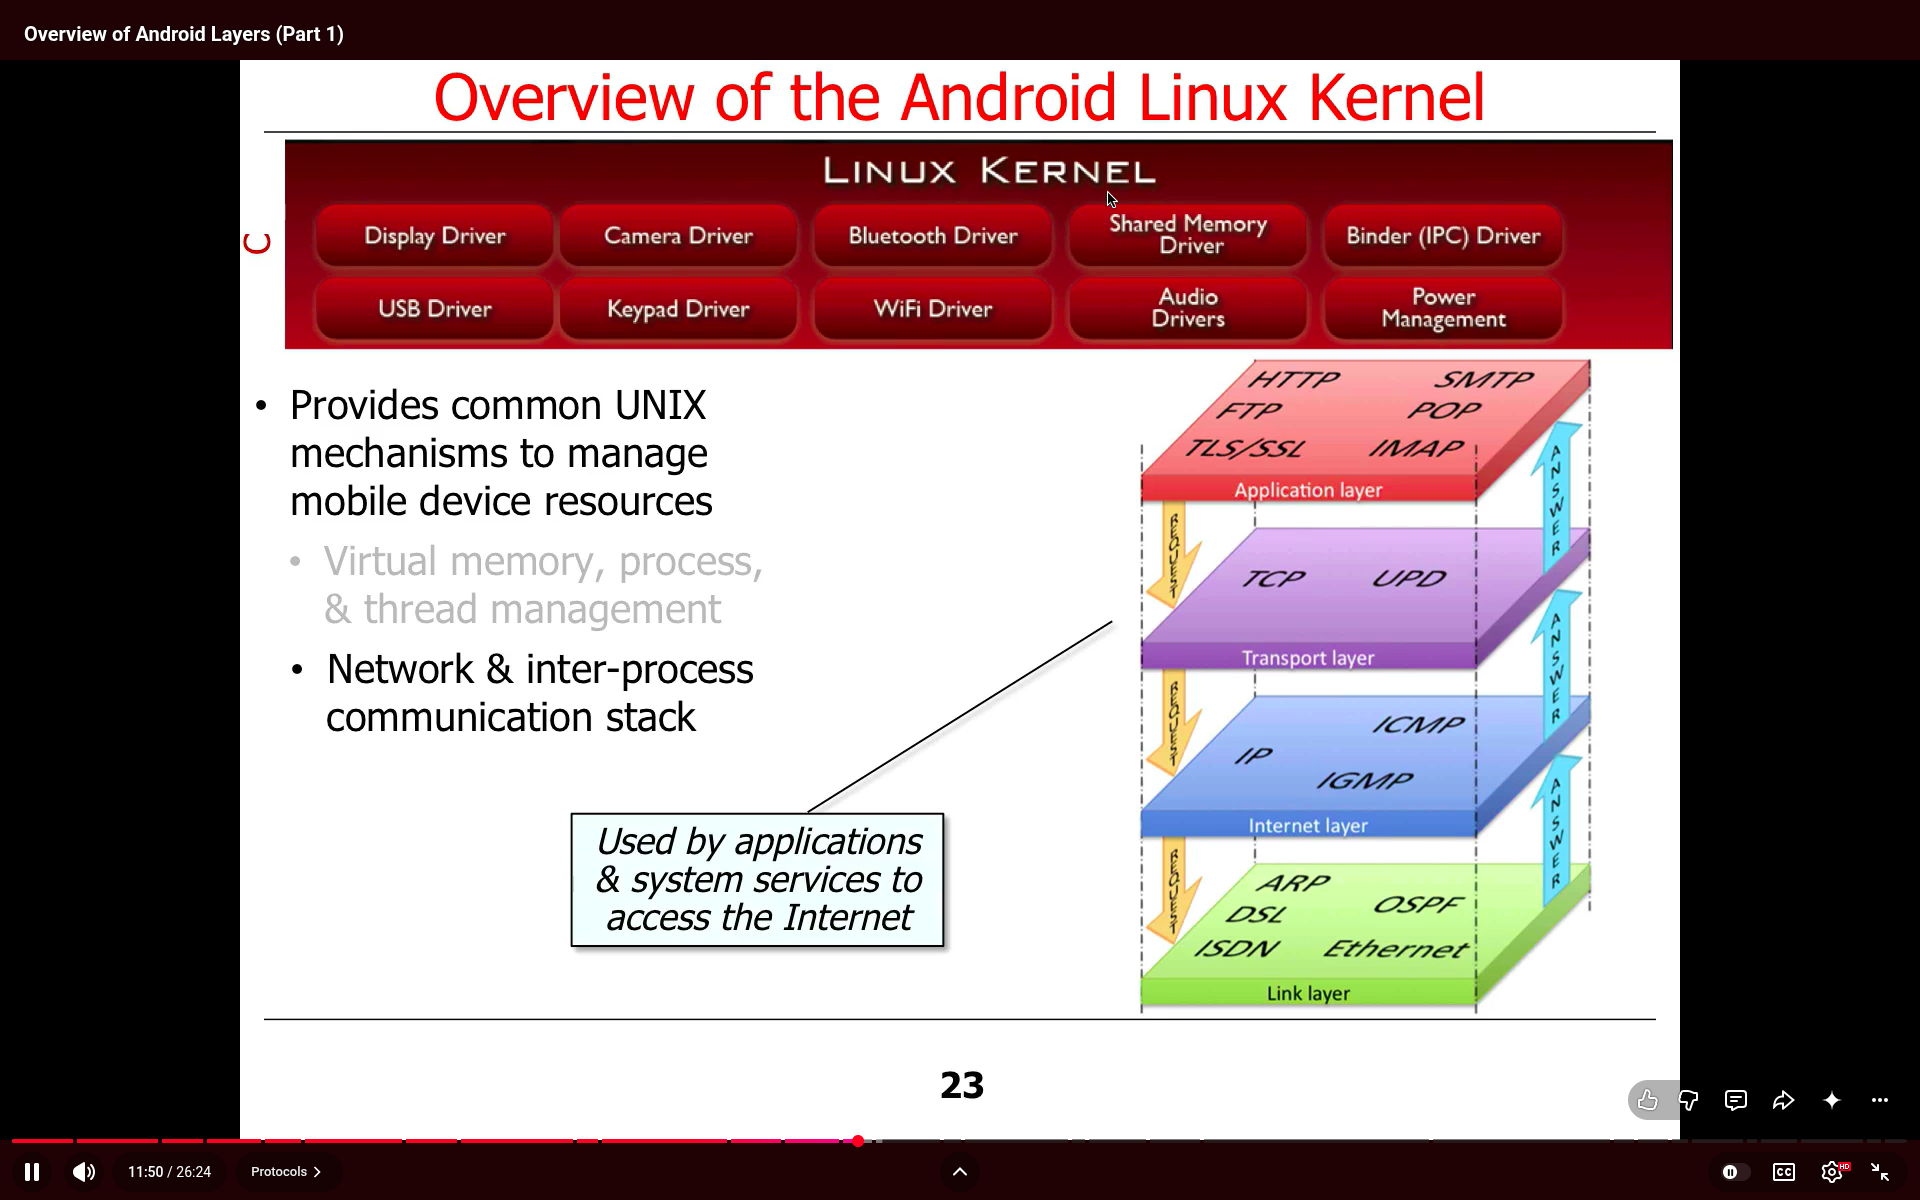 Overview of Android Layers (Part 1)
Overview of the Android Linux Kernel
LINUX KERNEL
C
Display Driver
Camera Driver
Bluetooth Driver
Shared Memory
Driver
Binder (IPC) Driver
USB Driver
Keypad Driver
WiFi Driver
Audio
Drivers
Power
Management
• Provides common UNIX
mechanisms to manage
mobile device resources
• Virtual memory, process,
& thread management
• Network & inter-process
communication stack
Used by applications
& system services to
access the Internet
HTTP SMTP
FTP POP
TLS/SSL IMAP
Application layer
REQUEST
ANSWER
TCP UPD
Transport layer
REQUEST
ANSWER
ICMP
IP
IGMP
Internet layer
REQUEST
ANSWER
ARP
OSPF
DSL
ISDN Ethernet
Link layer
23
11:50 / 26:24
Protocols
CC
HD